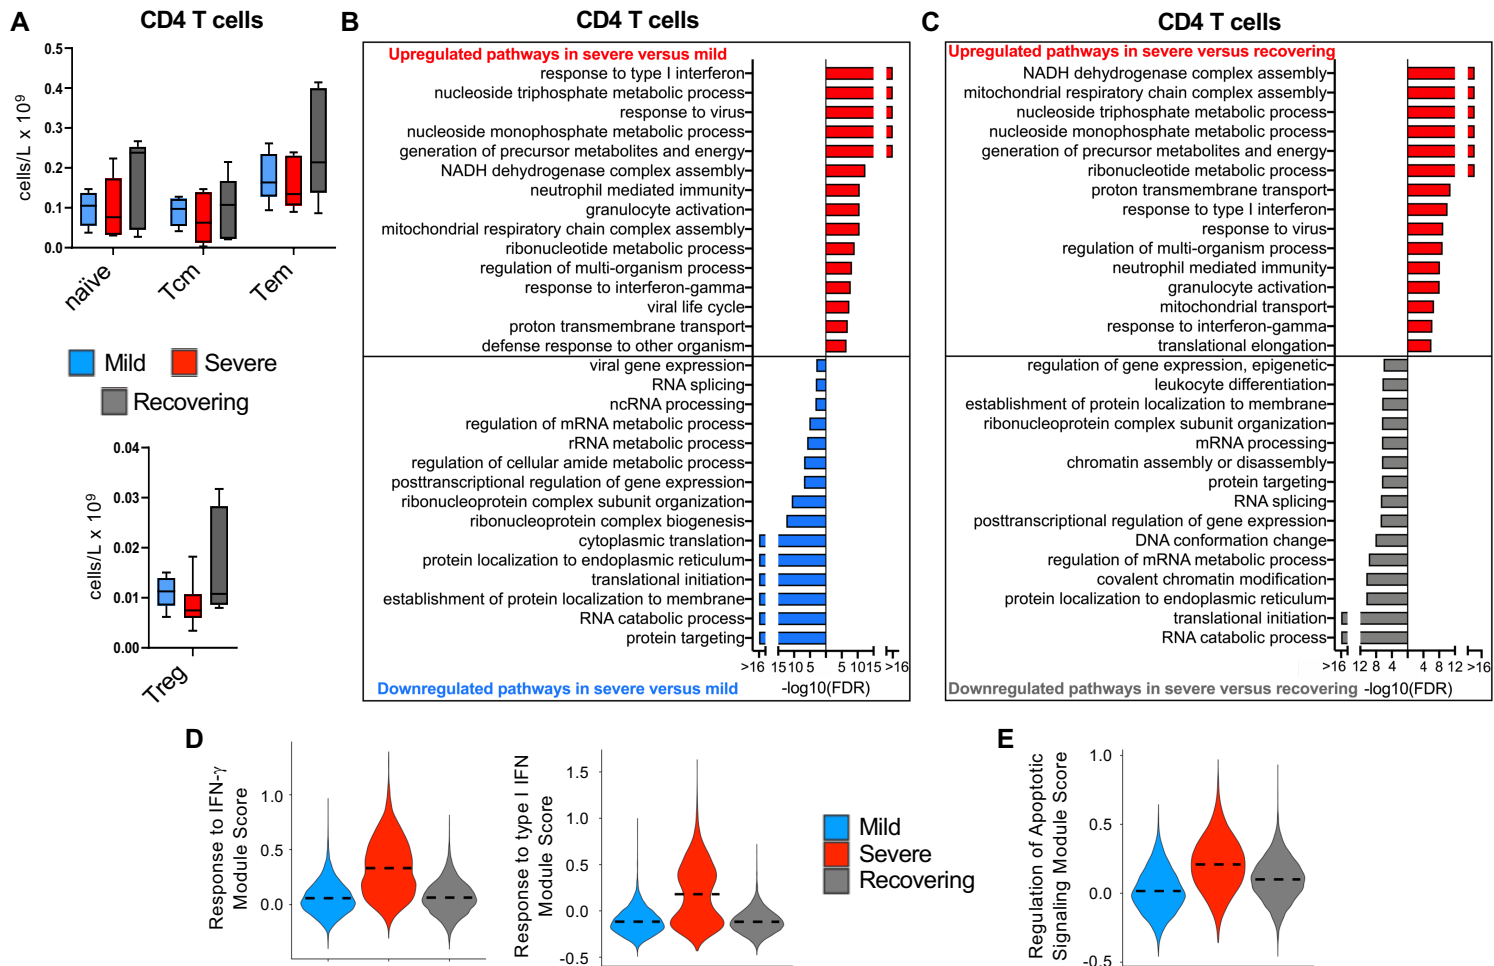 A
CD4 T cells
cells/L x 10⁹
0.5
0.4
0.3
0.2
0.1
0.0
naïve
Tcm
Tem
Mild
Severe
Recovering
cells/L x 10⁹
0.04
0.03
0.02
0.01
0.00
Treg
B
CD4 T cells
Upregulated pathways in severe versus mild
response to type I interferon
nucleoside triphosphate metabolic process
response to virus
nucleoside monophosphate metabolic process
generation of precursor metabolites and energy
NADH dehydrogenase complex assembly
neutrophil mediated immunity
granulocyte activation
mitochondrial respiratory chain complex assembly
ribonucleotide metabolic process
regulation of multi-organism process
response to interferon-gamma
viral life cycle
proton transmembrane transport
defense response to other organism
viral gene expression
RNA splicing
ncRNA processing
regulation of mRNA metabolic process
rRNA metabolic process
regulation of cellular amide metabolic process
posttranscriptional regulation of gene expression
ribonucleoprotein complex subunit organization
ribonucleoprotein complex biogenesis
cytoplasmic translation
protein localization to endoplasmic reticulum
translational initiation
establishment of protein localization to membrane
RNA catabolic process
protein targeting
>16 15 10 5 5 10 15 >16
Downregulated pathways in severe versus mild
-log10(FDR)
C
CD4 T cells
Upregulated pathways in severe versus recovering
NADH dehydrogenase complex assembly
mitochondrial respiratory chain complex assembly
nucleoside triphosphate metabolic process
nucleoside monophosphate metabolic process
generation of precursor metabolites and energy
ribonucleotide metabolic process
proton transmembrane transport
response to type I interferon
response to virus
regulation of multi-organism process
neutrophil mediated immunity
granulocyte activation
mitochondrial transport
response to interferon-gamma
translational elongation
regulation of gene expression, epigenetic
leukocyte differentiation
establishment of protein localization to membrane
ribonucleoprotein complex subunit organization
mRNA processing
chromatin assembly or disassembly
protein targeting
RNA splicing
posttranscriptional regulation of gene expression
DNA conformation change
regulation of mRNA metabolic process
covalent chromatin modification
protein localization to endoplasmic reticulum
translational initiation
RNA catabolic process
>16 12 8 4 4 8 12 >16
Downregulated pathways in severe versus recovering
-log10(FDR)
D
Response to IFN-γ
Module Score
1.0
0.5
0.0
Response to type I IFN
Module Score
1.5
1.0
0.5
0.0
-0.5
Mild
Severe
Recovering
E
Regulation of Apoptotic
Signaling Module Score
1.0
0.5
0.0
-0.5